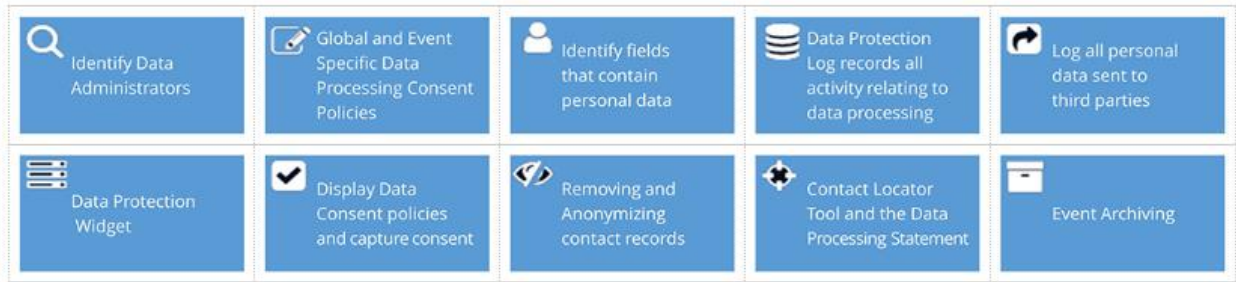 Identify Data
Administrators
Global and Event
Specific Data
Processing Consent
Policies
Identify fields
that contain
personal data
Data Protection
Log records all
activity relating to
data processing
Log all personal
data sent to
third parties
Data Protection
Widget
Display Data
Consent policies
and capture consent
Removing and
Anonymizing
contact records
Contact Locator
Tool and the Data
Processing Statement
Event Archiving